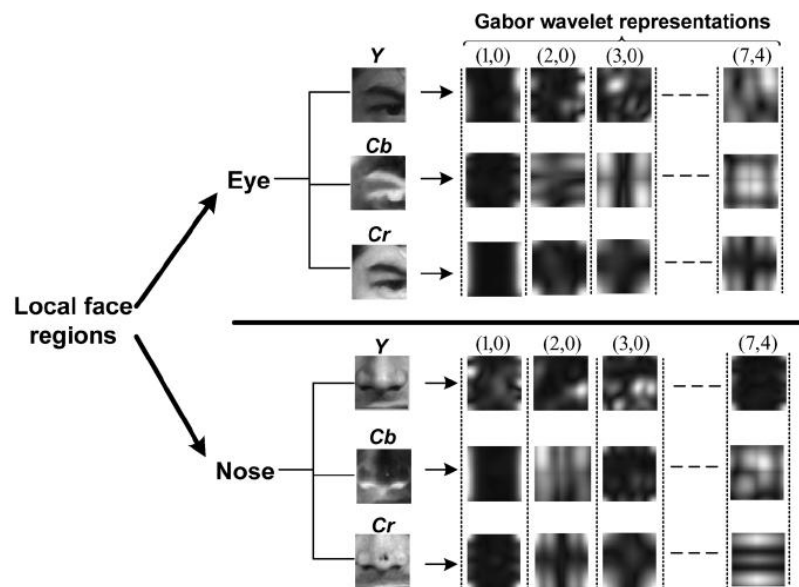 Gabor wavelet representations
Y (1,0) (2,0) (3,0) (7,4)
Cb
Eye
Cr
Local face
regions
Y (1,0) (2,0) (3,0) (7,4)
Cb
Nose
Cr